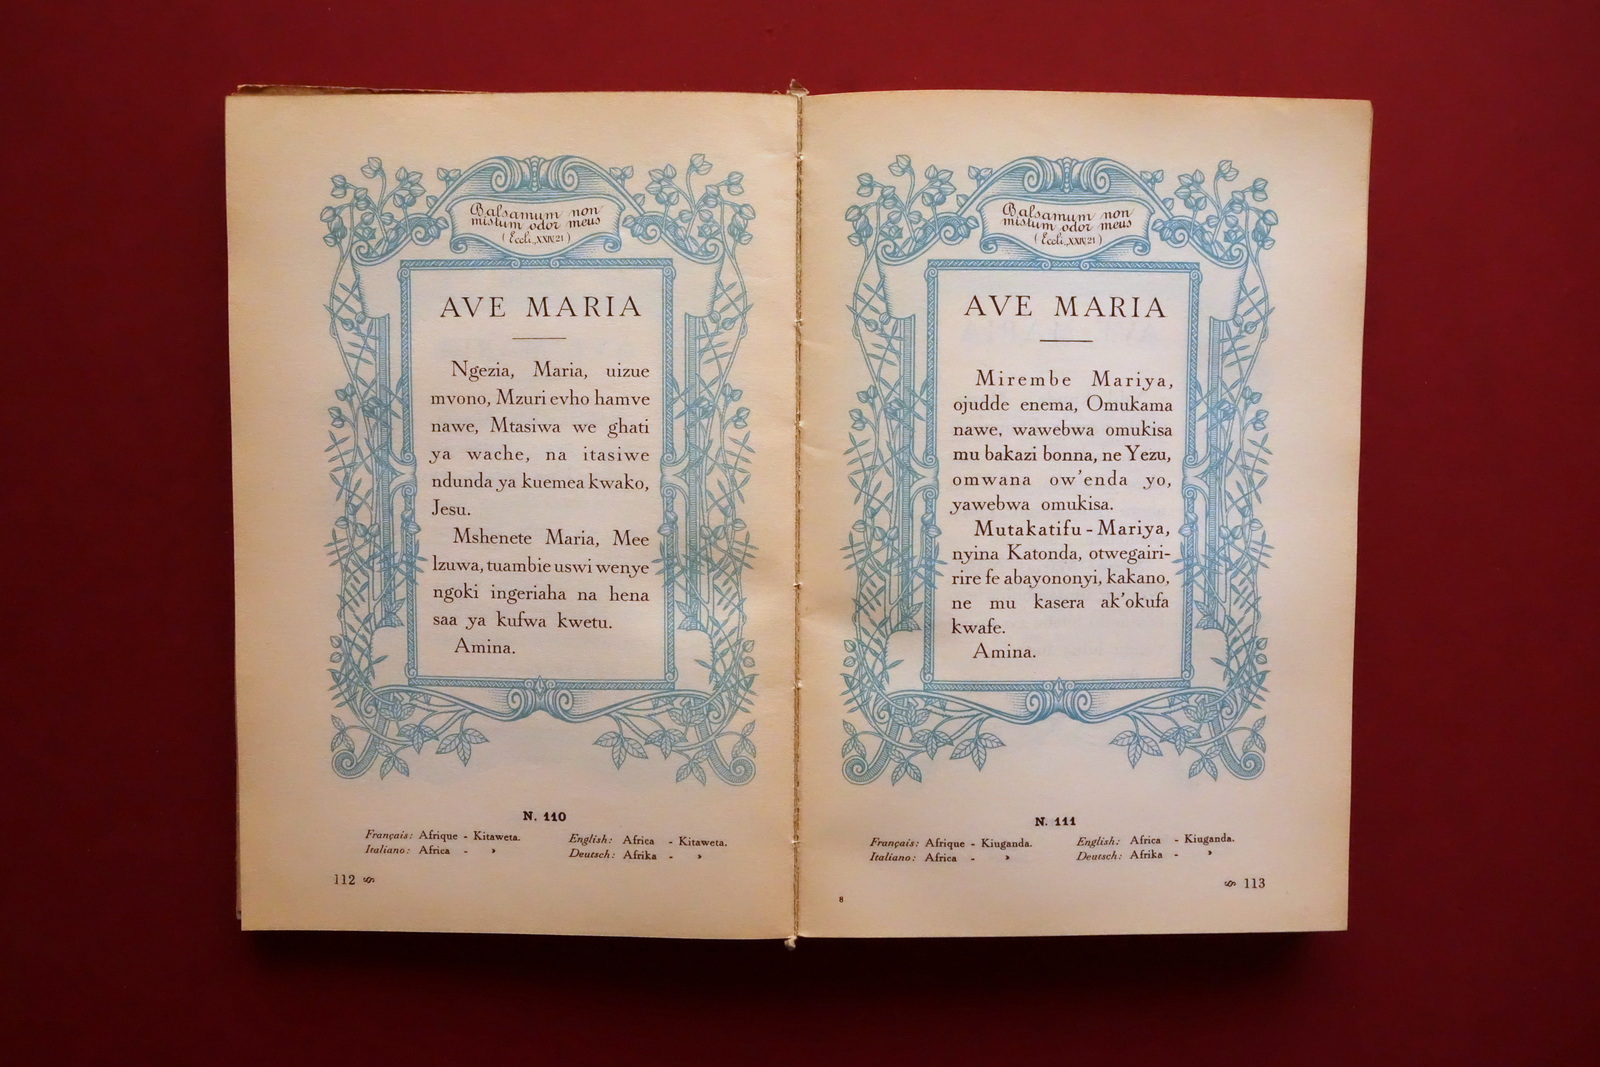 Balsamum non
mistum odor meus
(Eccli., XXIV, 21)
AVE MARIA
Ngezia, Maria, uizue
mvono, Mzuri evho hamve
nawe, Mtasiwa we ghati
ya wache, na itasiwe
ndunda ya kuemea kwako,
Jesu.
Mshenete Maria, Mee
lzuwa, tuambie uswi wenye
ngoki ingeriaha na hena
saa ya kufwa kwetu.
Amina.
N. 110
Français: Afrique - Kitaweta.
Italiano: Africa - »
English: Africa - Kitaweta.
Deutsch: Afrika - »
112
Balsamum non
mistum odor meus
(Eccli., XXIV, 21)
AVE MARIA
Mirembe Mariya,
ojudde enema, Omukama
nawe, wawebwa omukisa
mu bakazi bonna, ne Yezu,
omwana ow'enda yo,
yawebwa omukisa.
Mutakatifu - Mariya,
nyina Katonda, otwegairi-
rire fe abayononyi, kakano,
ne mu kasera ak'okufa
kwafe.
Amina.
N. 111
Français: Afrique - Kiuganda.
Italiano: Africa - »
English: Africa - Kiuganda.
Deutsch: Afrika - »
113
8